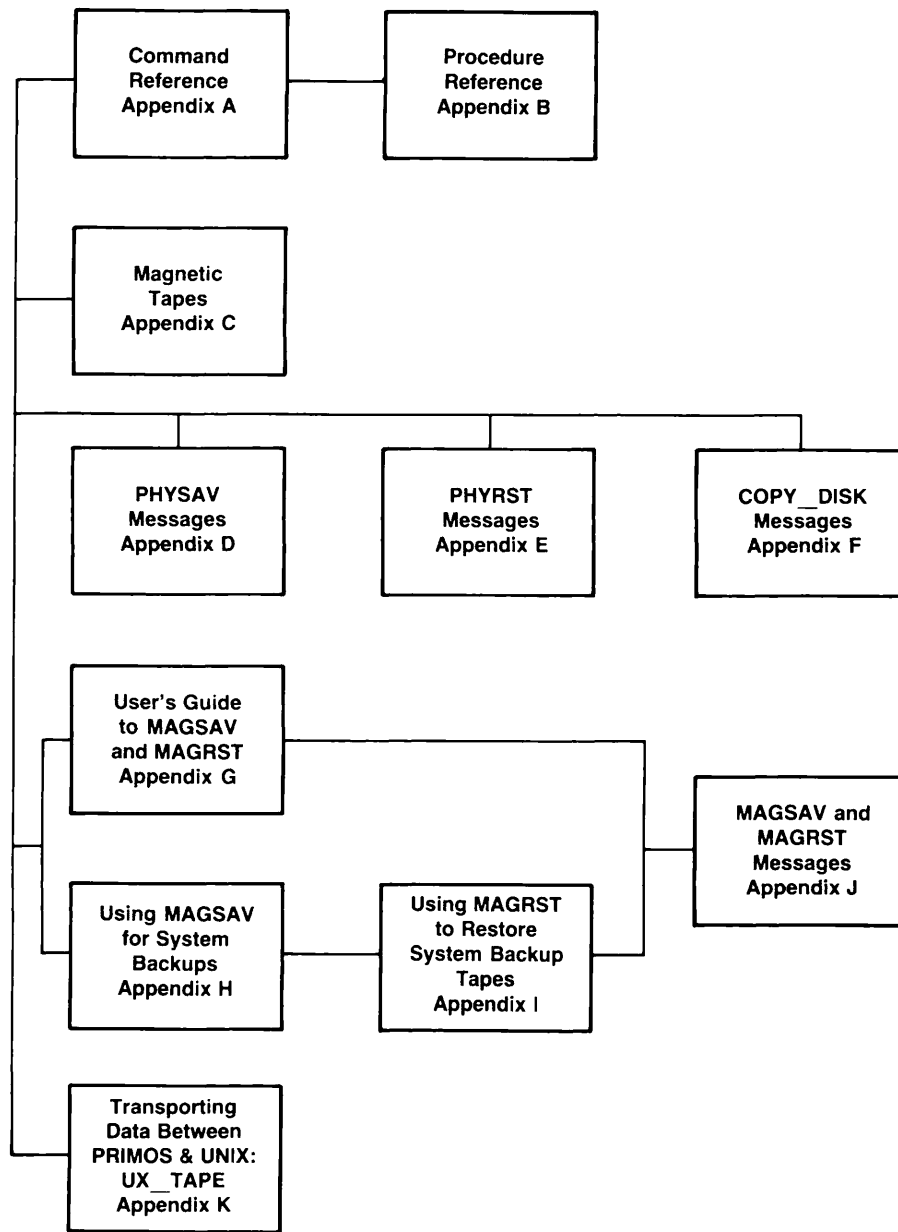 Command
Reference
Appendix A
Procedure
Reference
Appendix B
Magnetic
Tapes
Appendix C
PHYSAV
Messages
Appendix D
PHYRST
Messages
Appendix E
COPY__DISK
Messages
Appendix F
User's Guide
to MAGSAV
and MAGRST
Appendix G
MAGSAV and
MAGRST
Messages
Appendix J
Using MAGSAV
for System
Backups
Appendix H
Using MAGRST
to Restore
System Backup
Tapes
Appendix I
Transporting
Data Between
PRIMOS & UNIX:
UX__TAPE
Appendix K